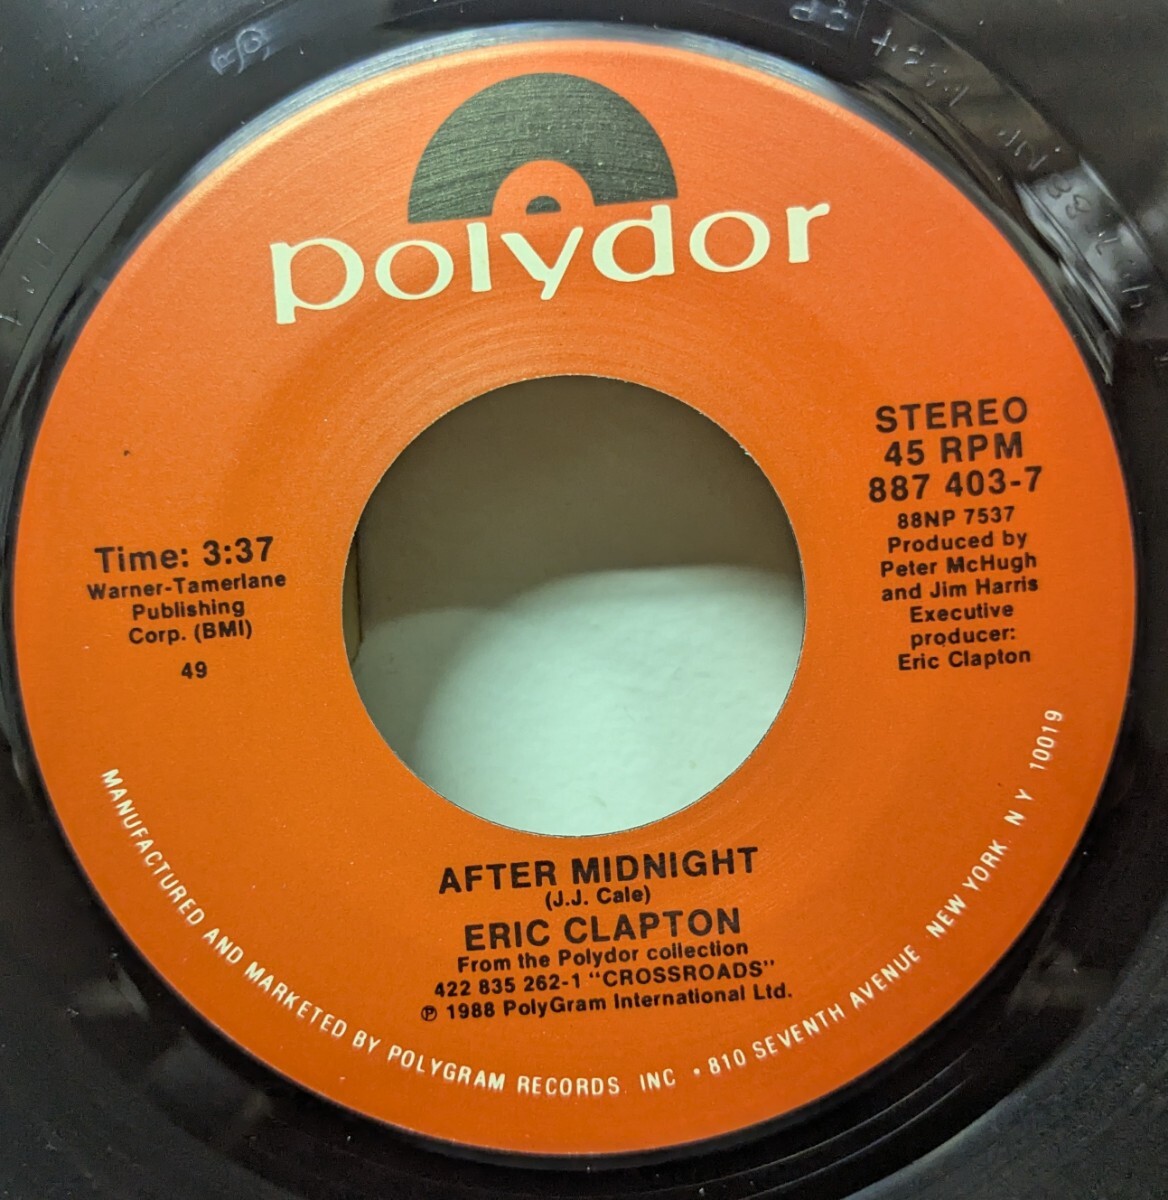 polydor
STEREO
45 RPM
887 403-7
88NP 7537
Produced by
Peter McHugh
and Jim Harris
Executive
producer:
Eric Clapton
Time: 3:37
Warner-Tamerlane
Publishing
Corp. (BMI)
49
AFTER MIDNIGHT
(J.J. Cale)
ERIC CLAPTON
From the Polydor collection
422 835 262-1 "CROSSROADS"
℗ 1988 PolyGram International Ltd.
MANUFACTURED AND MARKETED BY POLYGRAM RECORDS. INC • 810 SEVENTH AVENUE NEW YORK. N Y 10019